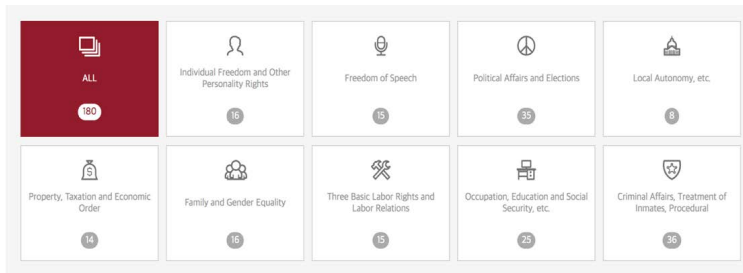 ALL
180
Individual Freedom and Other
Personality Rights
16
Freedom of Speech
15
Political Affairs and Elections
35
Local Autonomy, etc.
8
Property, Taxation and Economic
Order
14
Family and Gender Equality
16
Three Basic Labor Rights and
Labor Relations
15
Occupation, Education and Social
Security, etc.
25
Criminal Affairs, Treatment of
Inmates, Procedural
36